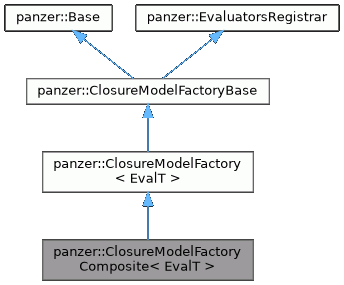 panzer::Base
panzer::EvaluatorsRegistrar
panzer::ClosureModelFactoryBase
panzer::ClosureModelFactory
< EvalT >
panzer::ClosureModelFactory
Composite< EvalT >